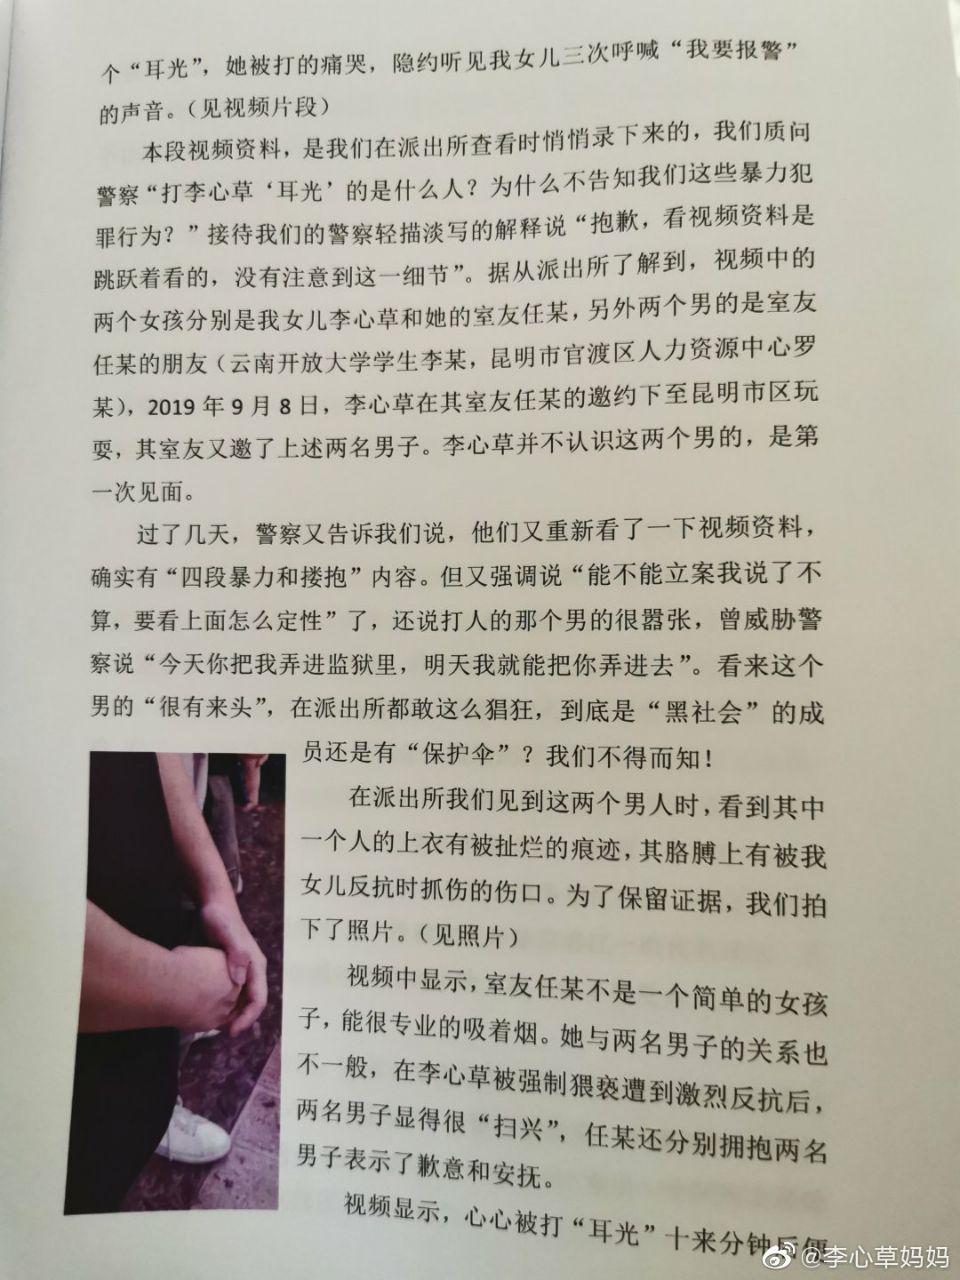 个“耳光”，她被打的痛哭，隐约听见我女儿三次呼喊“我要报警”
的声音。（见视频片段）
本段视频资料，是我们在派出所查看时悄悄录下来的，我们质问
警察“打李心草‘耳光’的是什么人？为什么不告知我们这些暴力犯
罪行为？”接待我们的警察轻描淡写的解释说“抱歉，看视频资料是
跳跃着看的，没有注意到这一细节”。据从派出所了解到，视频中的
两个女孩分别是我女儿李心草和她的室友任某，另外两个男的是室友
任某的朋友（云南开放大学学生李某，昆明市官渡区人力资源中心罗
某），2019 年 9 月 8 日，李心草在其室友任某的邀约下至昆明市区玩
耍，其室友又邀了上述两名男子。李心草并不认识这两个男的，是第
一次见面。
过了几天，警察又告诉我们说，他们又重新看了一下视频资料，
确实有“四段暴力和搂抱”内容。但又强调说“能不能立案我说了不
算，要看上面怎么定性”了，还说打人的那个男的很嚣张，曾威胁警
察说“今天你把我弄进监狱里，明天我就能把你弄进去”。看来这个
男的“很有来头”，在派出所都敢这么猖狂，到底是“黑社会”的成
员还是有“保护伞”？我们不得而知！
在派出所我们见到这两个男人时，看到其中
一个人的上衣有被扯烂的痕迹，其胳膊上有被我
女儿反抗时抓伤的伤口。为了保留证据，我们拍
下了照片。（见照片）
视频中显示，室友任某不是一个简单的女孩
子，能很专业的吸着烟。她与两名男子的关系也
不一般，在李心草被强制猥亵遭到激烈反抗后，
两名男子显得很“扫兴”，任某还分别拥抱两名
男子表示了歉意和安抚。
视频显示，心心被打“耳光”十来分钟后便
@李心草妈妈